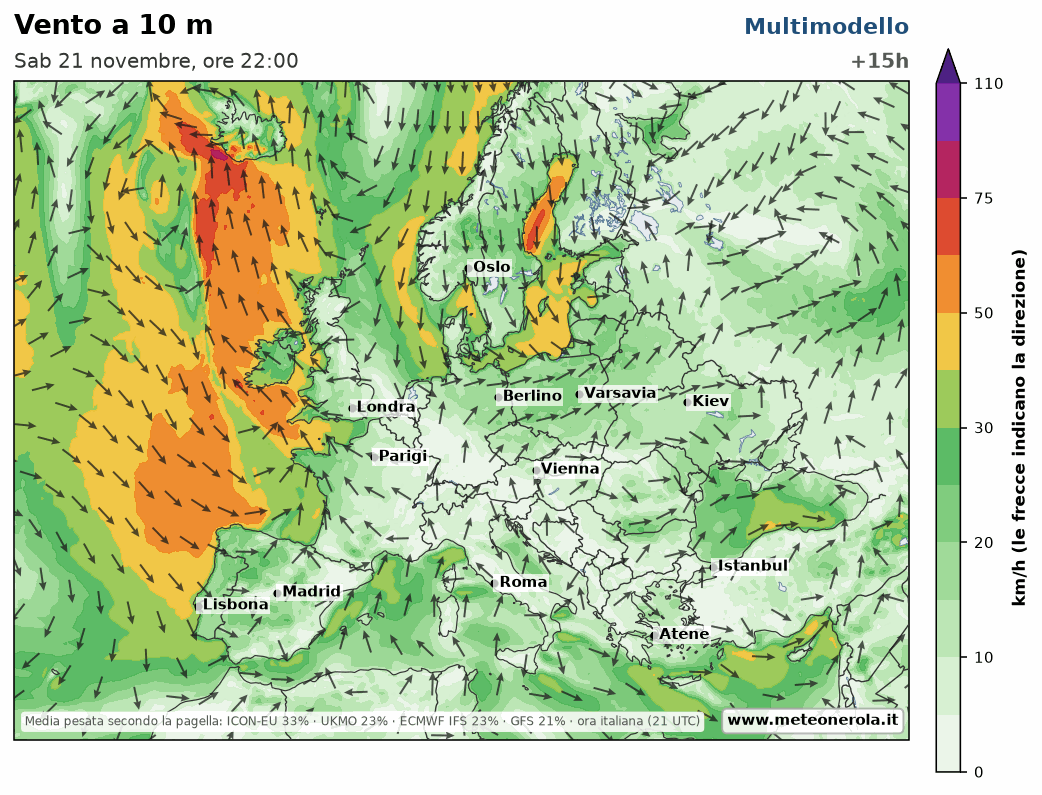 Vento a 10 m
Multimodello
Sab 21 novembre, ore 22:00
+15h
110
75
50
30
20
10
0
km/h (le frecce indicano la direzione)
Oslo
Berlino
Varsavia
Kiev
Londra
Parigi
Vienna
Istanbul
Roma
Madrid
Lisbona
Atene
Media pesata secondo la pagella: ICON-EU 33% · UKMO 23% · ECMWF IFS 23% · GFS 21% · ora italiana (21 UTC)
www.meteonerola.it